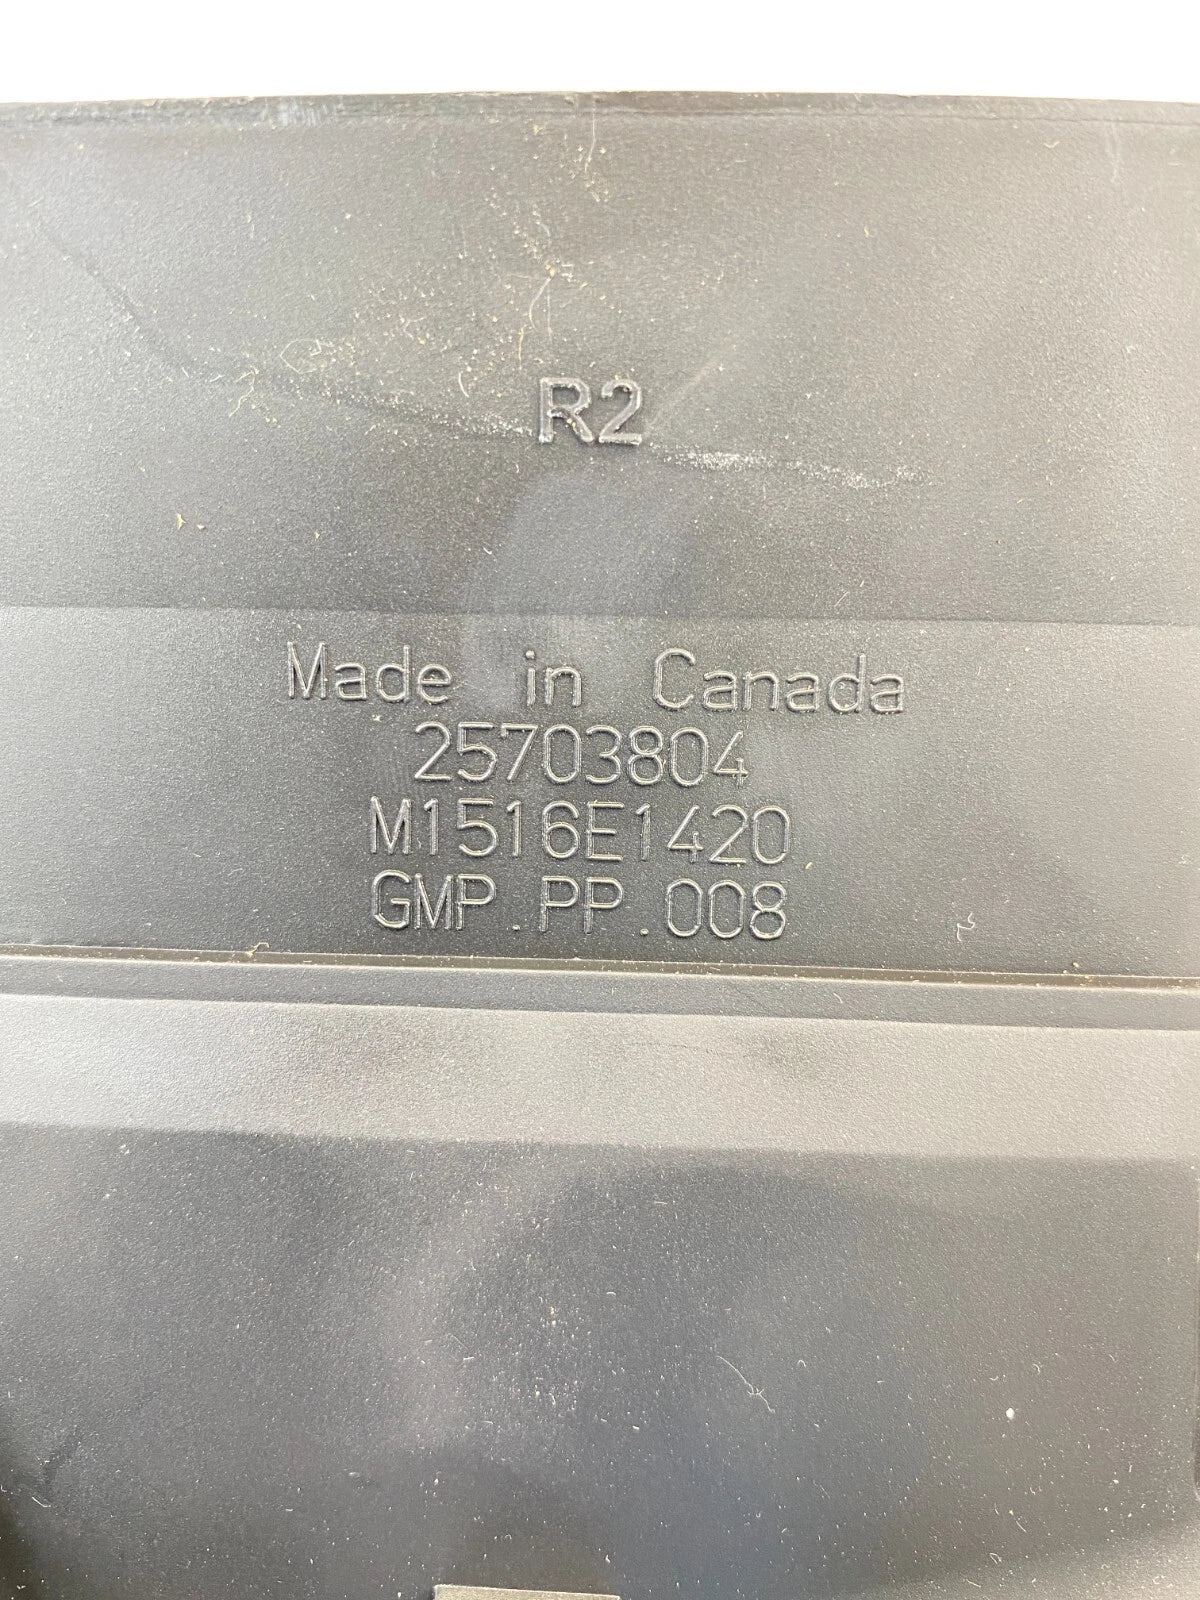 R2
Made in Canada
25703804
M1516E1420
GMP.PP.008